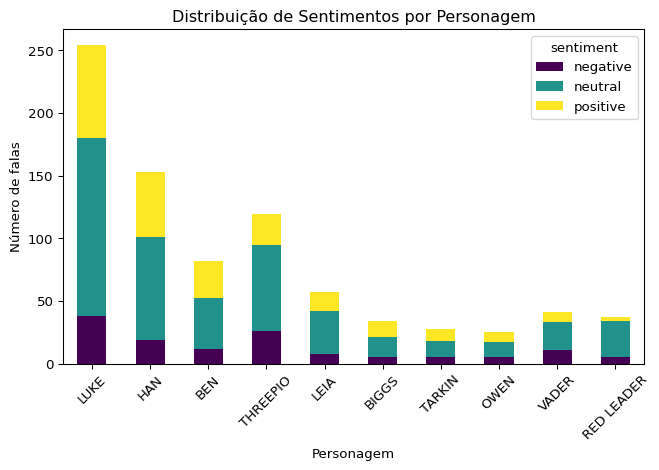 Distribuição de Sentimentos por Personagem
sentiment
negative
neutral
positive
Número de falas
250
200
150
100
50
0
LUKE
HAN
BEN
THREEPIO
LEIA
BIGGS
TARKIN
OWEN
VADER
RED LEADER
Personagem